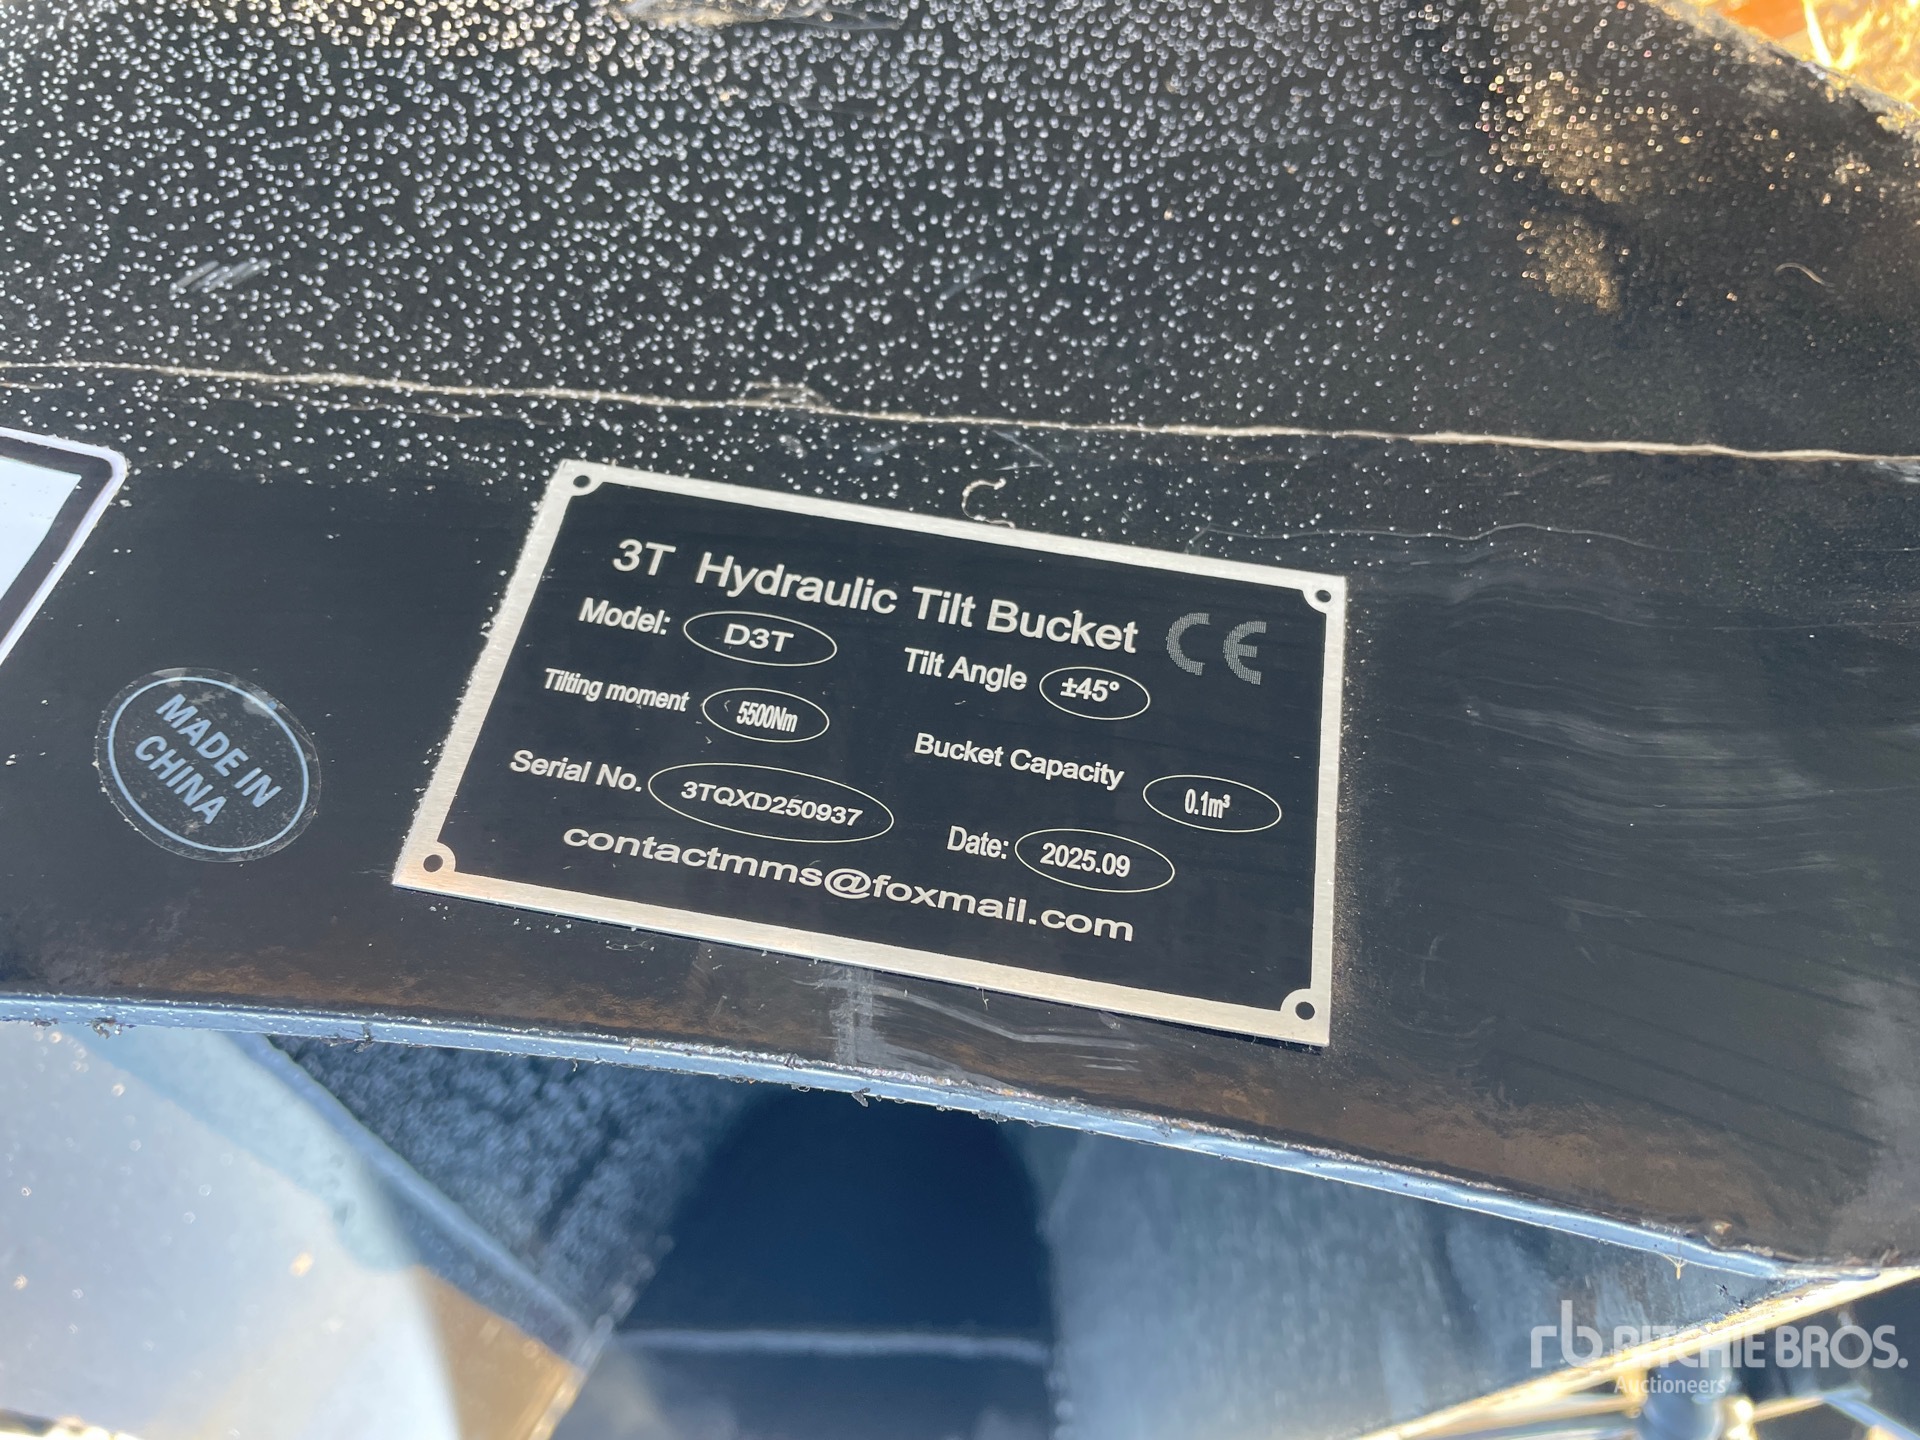 3T Hydraulic Tilt Bucket CE
Model: D3T
Tilt Angle ±45°
Tilting moment 5500Nm
Bucket Capacity 0.1m³
Serial No. 3TQXD250937
Date: 2025.09
contactmms@foxmail.com
MADE IN
CHINA
rb RITCHIE BROS.
Auctioneers